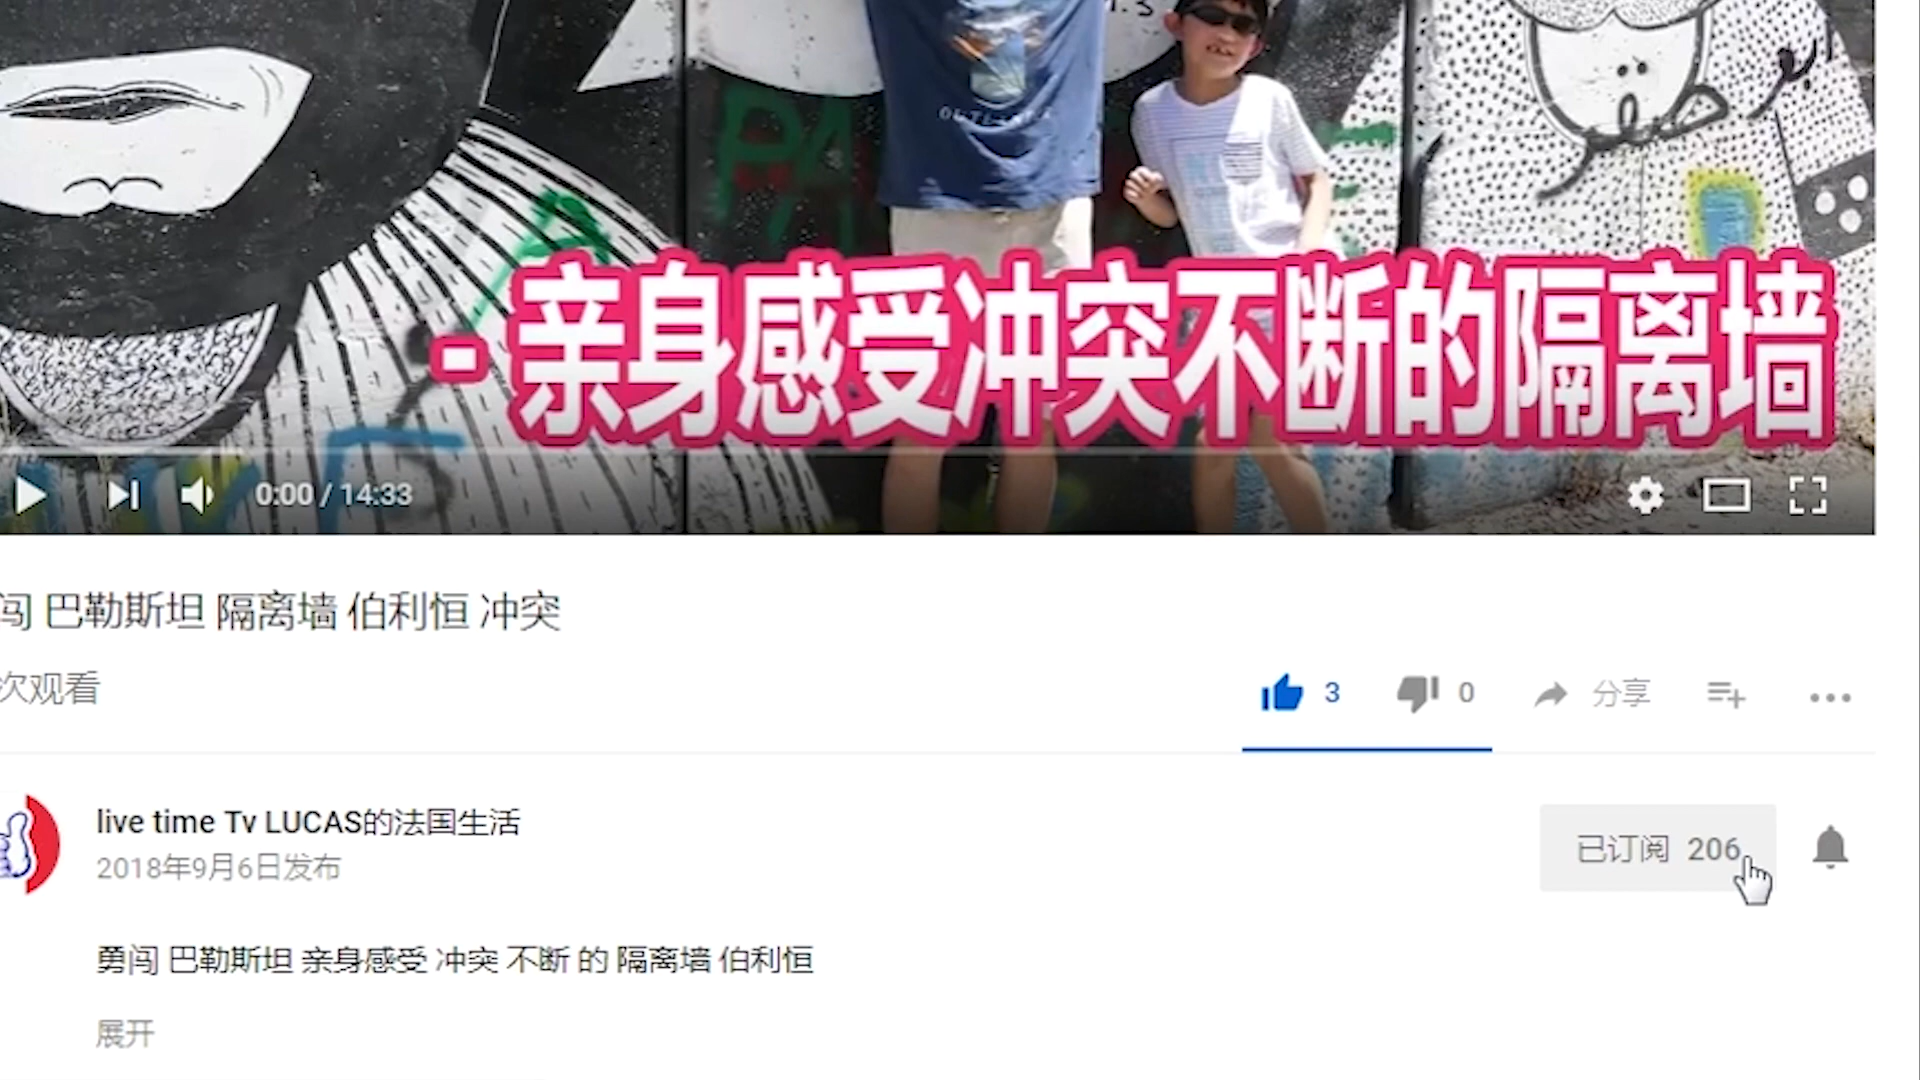 - 亲身感受冲突不断的隔离墙
0:00 / 14:33
闯 巴勒斯坦 隔离墙 伯利恒 冲突
次观看
3
0
分享
live time Tv LUCAS的法国生活
2018年9月6日发布
已订阅 206
勇闯 巴勒斯坦 亲身感受 冲突 不断 的 隔离墙 伯利恒
展开